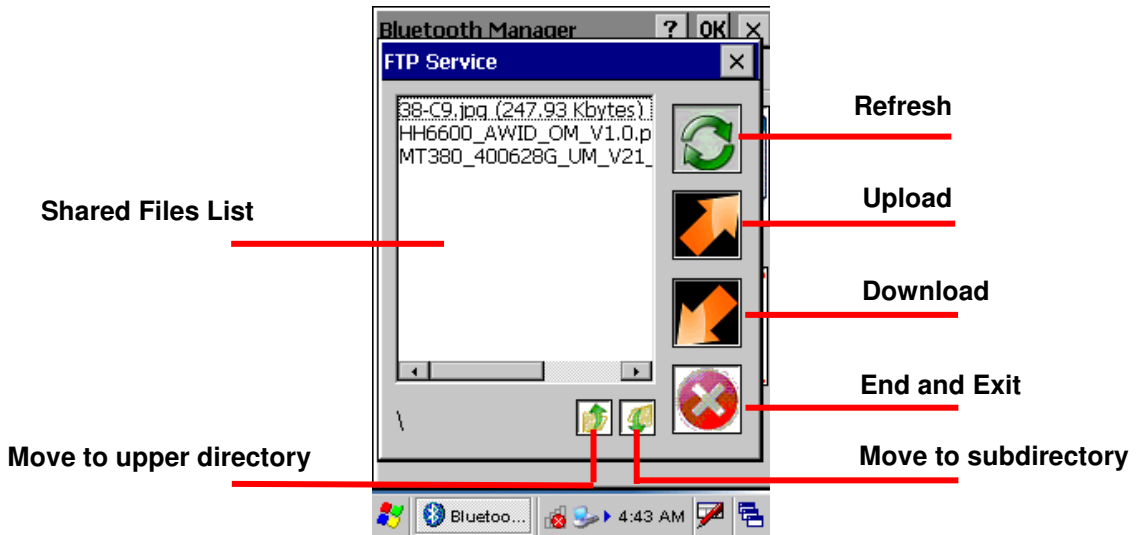 Bluetooth Manager ? OK ×
FTP Service ×
38-C9.jpg (247.93 Kbytes)
HH6600_AWID_OM_V1.0.p
MT380_400628G_UM_V21_
\
Refresh
Upload
Download
End and Exit
Shared Files List
Move to upper directory
Move to subdirectory
Bluetoo... 4:43 AM